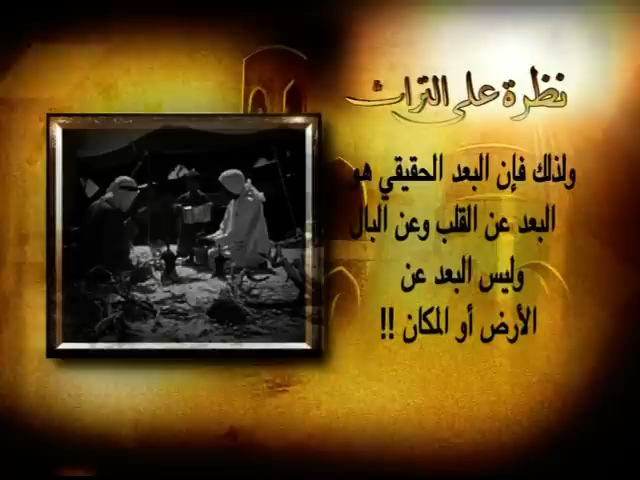 نظرة على التراث
ولذلك فإن البعد الحقيقي هو
البعد عن القلب وعن البال
وليس البعد عن
الأرض أو المكان !!